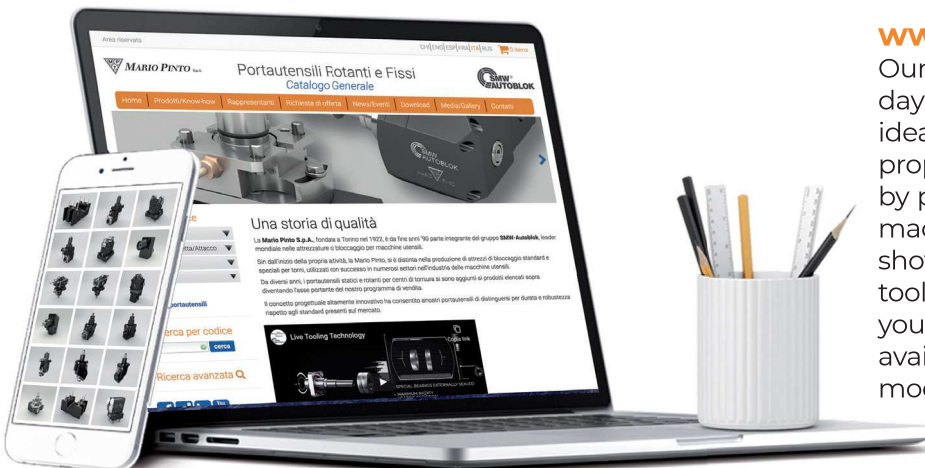 Area riservata
CHI|ENG|ESP|FRA|ITA|RUS 0 items
MARIO PINTO S.p.A.
Portautensili Rotanti e Fissi
Catalogo Generale
SMW®
AUTOBLOK
Home Prodotti/Know-how Rappresentanti Richiesta di offerta News/Eventi Download Media/Gallery Contatti
SMW
AUTOBLOK
Una storia di qualità
La Mario Pinto S.p.A., fondata a Torino nel 1922, è da fine anni '90 parte integrante del gruppo SMW-Autoblok, leader
mondiale nelle attrezzature di bloccaggio per macchine utensili.
Sin dall'inizio della propria attività, la Mario Pinto, si è distinta nella produzione di attrezzi di bloccaggio standard e
speciali per torni, utilizzati con successo in numerosi settori nell'industria delle macchine utensili.
Da diversi anni, i portautensili statici e rotanti per centri di tornitura si sono aggiunti ai prodotti elencati sopra
diventando l'asse portante del nostro programma di vendita.
Il concetto progettuale altamente innovativo ha consentito ai nostri portautensili di distinguersi per durata e robustezza
rispetto agli standard presenti sul mercato.
itta/Attacco
portautensili
erca per codice
cerca
Ricerca avanzata
Live Tooling Technology
Copia link
SPECIAL BEARINGS EXTERNALLY SEALED
ww
Our
day
idea
prop
by p
mac
sho
tool
you
avai
mod